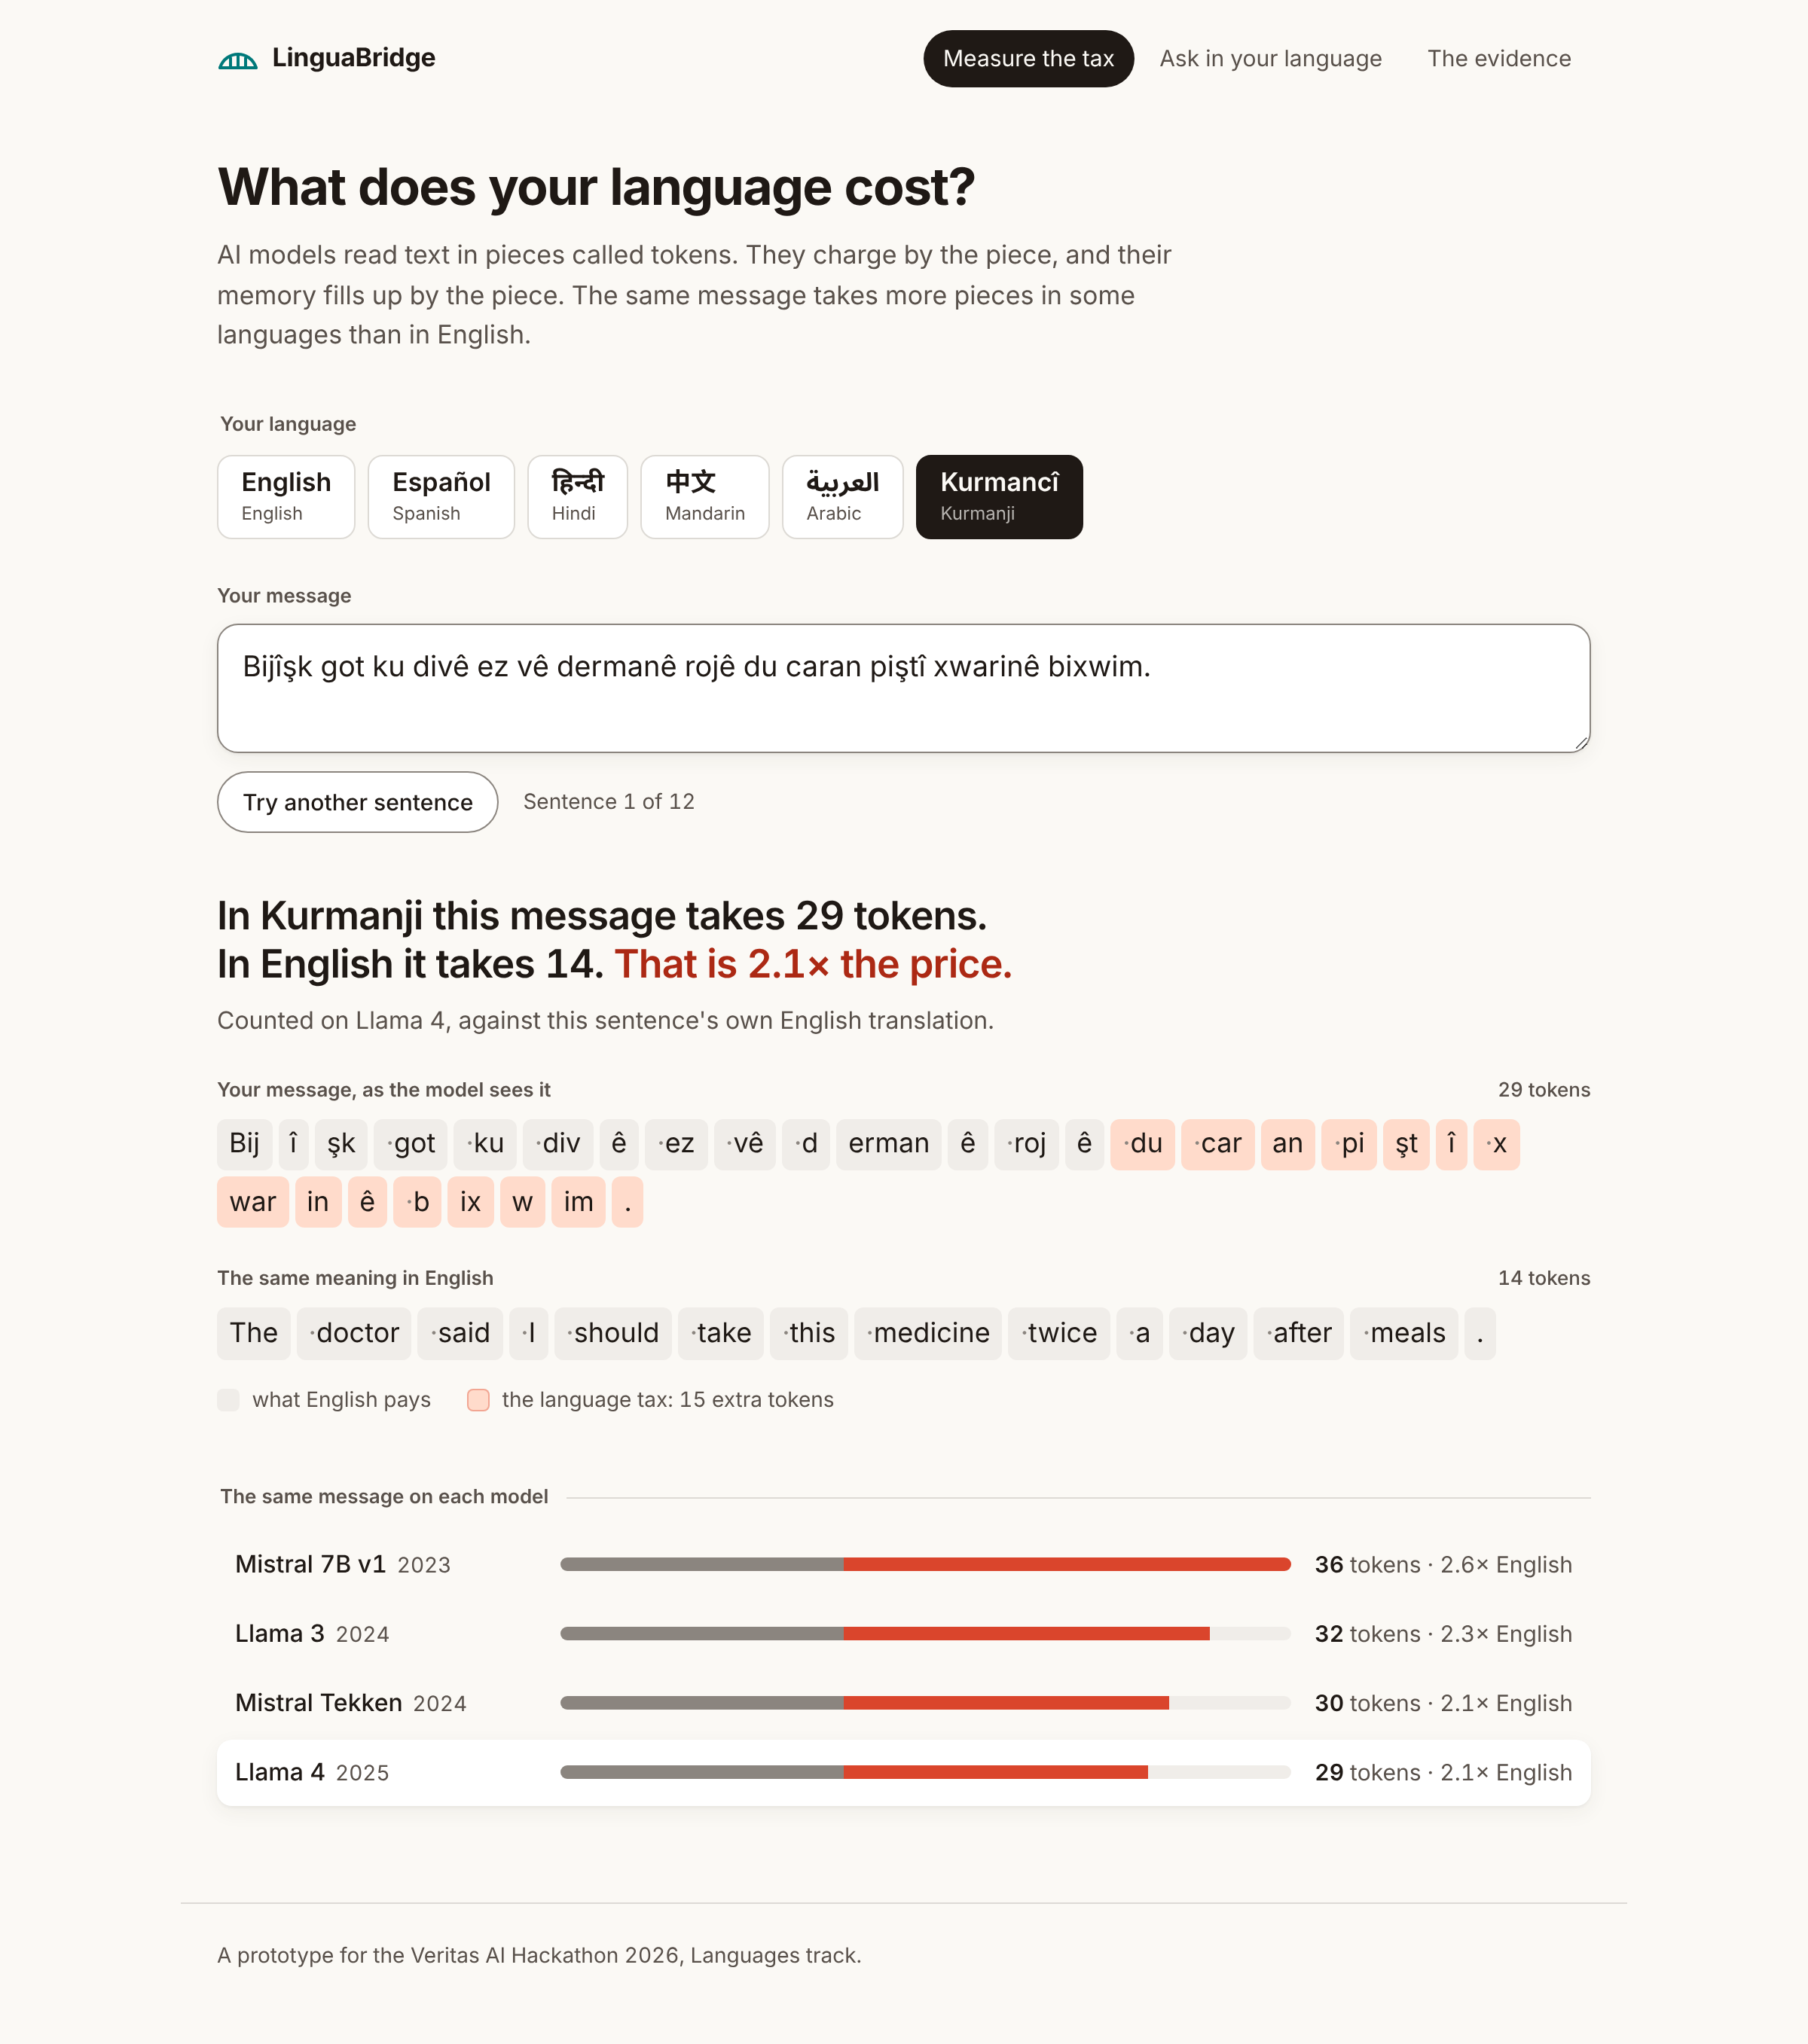 LinguaBridge
Measure the tax
Ask in your language
The evidence
What does your language cost?
AI models read text in pieces called tokens. They charge by the piece, and their
memory fills up by the piece. The same message takes more pieces in some
languages than in English.
Your language
English
English
Español
Spanish
हिन्दी
Hindi
中文
Mandarin
العربية
Arabic
Kurmancî
Kurmanji
Your message
Bijîşk got ku divê ez vê dermanê rojê du caran piştî xwarinê bixwim.
Try another sentence
Sentence 1 of 12
In Kurmanji this message takes 29 tokens.
In English it takes 14. That is 2.1× the price.
Counted on Llama 4, against this sentence's own English translation.
Your message, as the model sees it
29 tokens
Bij î şk ·got ·ku ·div ê ·ez ·vê ·d erman ê ·roj ê ·du ·car an ·pi şt î ·x
war in ê ·b ix w im .
The same meaning in English
14 tokens
The ·doctor ·said ·I ·should ·take ·this ·medicine ·twice ·a ·day ·after ·meals .
what English pays
the language tax: 15 extra tokens
The same message on each model
Mistral 7B v1 2023
36 tokens · 2.6× English
Llama 3 2024
32 tokens · 2.3× English
Mistral Tekken 2024
30 tokens · 2.1× English
Llama 4 2025
29 tokens · 2.1× English
A prototype for the Veritas AI Hackathon 2026, Languages track.